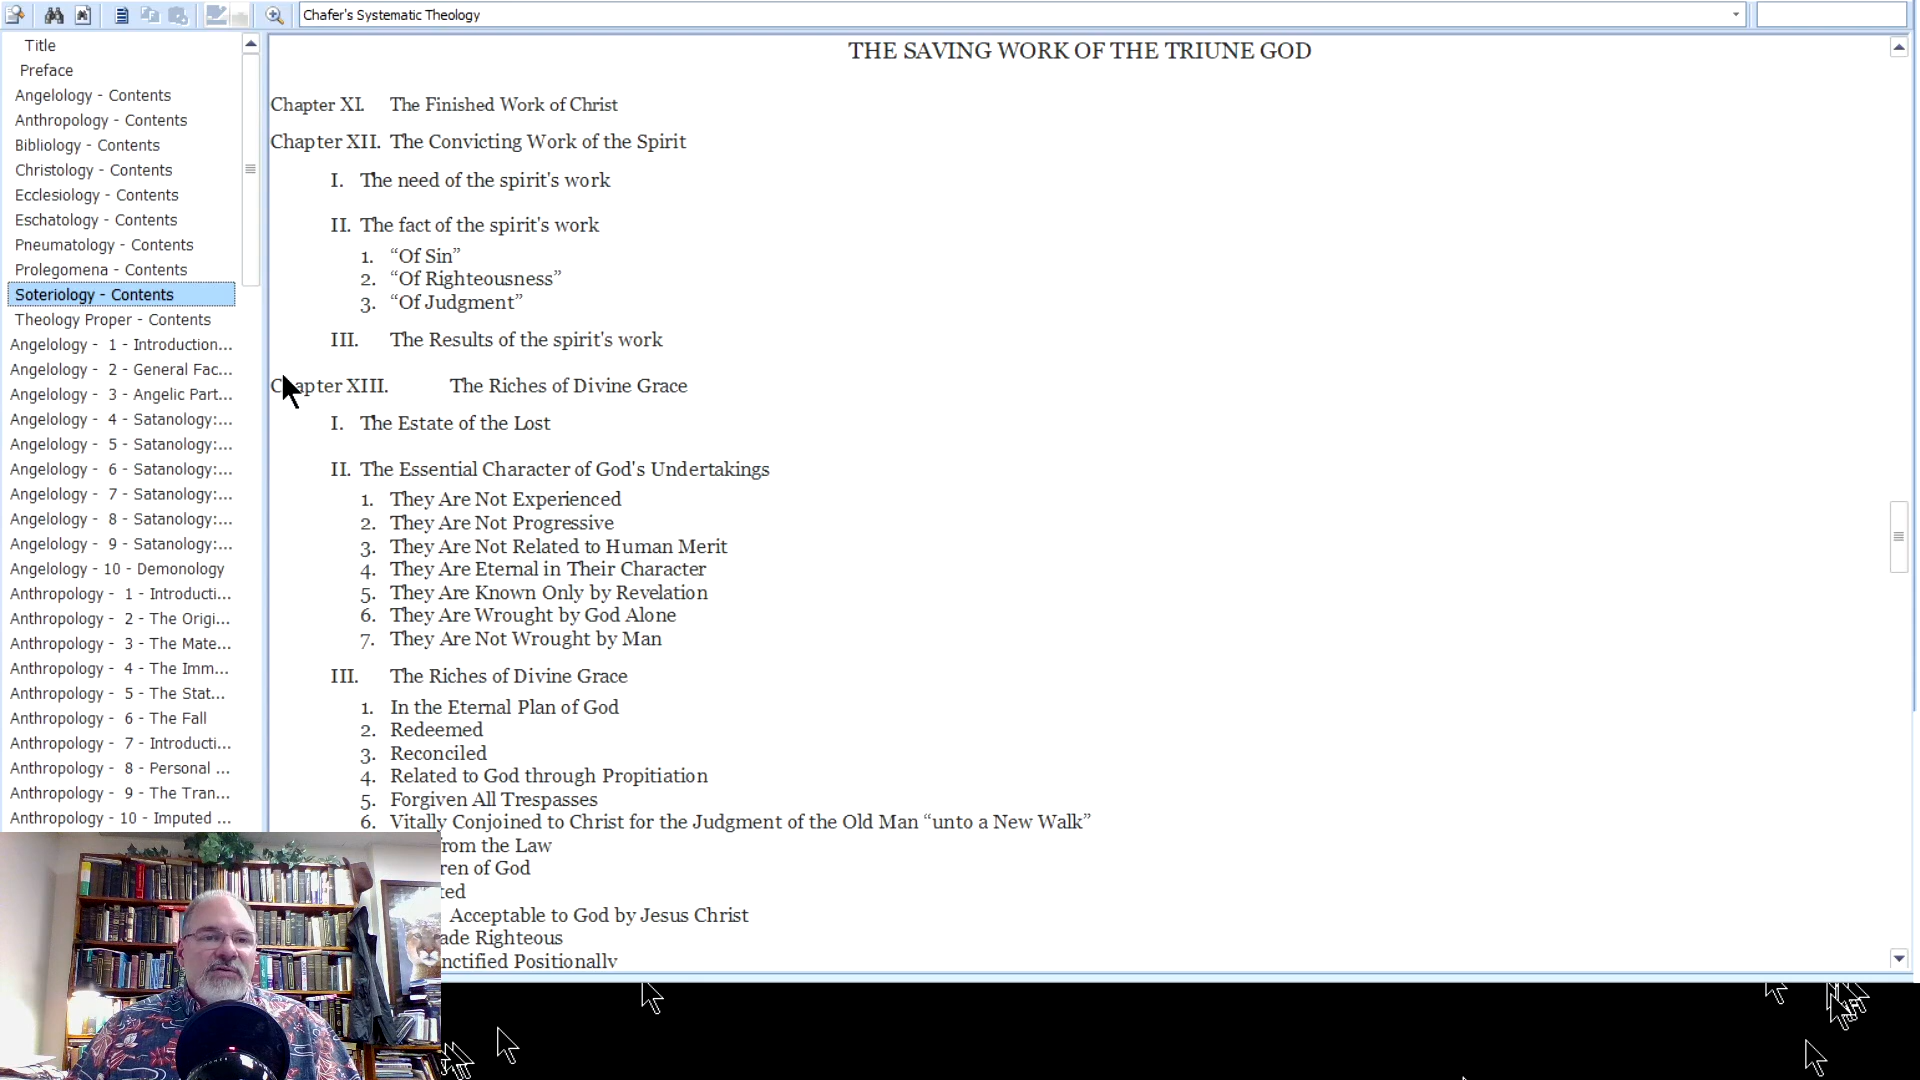 Chafer's Systematic Theology
Title
Preface
Angelology - Contents
Anthropology - Contents
Bibliology - Contents
Christology - Contents
Ecclesiology - Contents
Eschatology - Contents
Pneumatology - Contents
Prolegomena - Contents
Soteriology - Contents
Theology Proper - Contents
Angelology - 1 - Introduction...
Angelology - 2 - General Fac...
Angelology - 3 - Angelic Part...
Angelology - 4 - Satanology:...
Angelology - 5 - Satanology:...
Angelology - 6 - Satanology:...
Angelology - 7 - Satanology:...
Angelology - 8 - Satanology:...
Angelology - 9 - Satanology:...
Angelology - 10 - Demonology
Anthropology - 1 - Introducti...
Anthropology - 2 - The Origi...
Anthropology - 3 - The Mate...
Anthropology - 4 - The Imm...
Anthropology - 5 - The Stat...
Anthropology - 6 - The Fall
Anthropology - 7 - Introducti...
Anthropology - 8 - Personal ...
Anthropology - 9 - The Tran...
Anthropology - 10 - Imputed ...
THE SAVING WORK OF THE TRIUNE GOD
Chapter XI. The Finished Work of Christ
Chapter XII. The Convicting Work of the Spirit
I. The need of the spirit's work
II. The fact of the spirit's work
1. “Of Sin”
2. “Of Righteousness”
3. “Of Judgment”
III. The Results of the spirit's work
Chapter XIII. The Riches of Divine Grace
I. The Estate of the Lost
II. The Essential Character of God's Undertakings
1. They Are Not Experienced
2. They Are Not Progressive
3. They Are Not Related to Human Merit
4. They Are Eternal in Their Character
5. They Are Known Only by Revelation
6. They Are Wrought by God Alone
7. They Are Not Wrought by Man
III. The Riches of Divine Grace
1. In the Eternal Plan of God
2. Redeemed
3. Reconciled
4. Related to God through Propitiation
5. Forgiven All Trespasses
6. Vitally Conjoined to Christ for the Judgment of the Old Man “unto a New Walk”
from the Law
ren of God
ted
Acceptable to God by Jesus Christ
ade Righteous
nctified Positionally